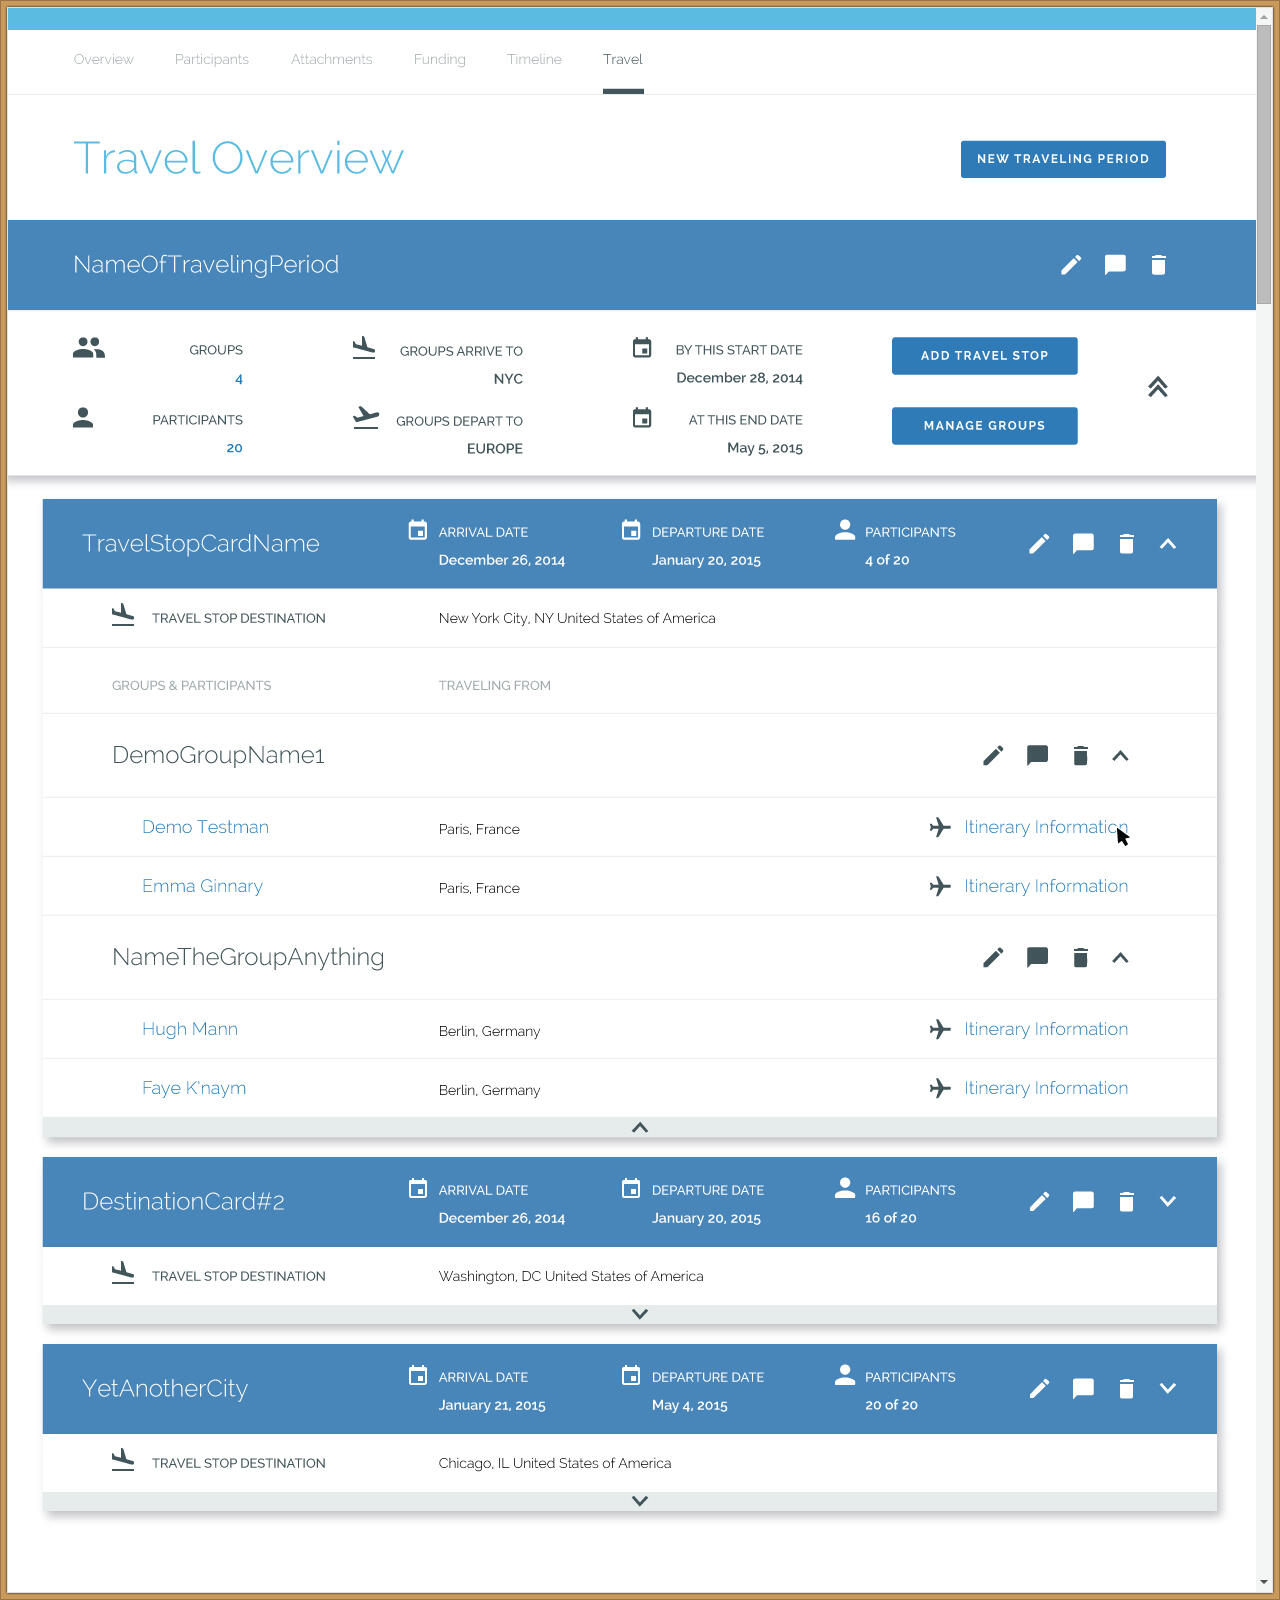 Overview Participants Attachments Funding Timeline Travel
Travel Overview
NEW TRAVELING PERIOD
NameOfTravelingPeriod
GROUPS
4
GROUPS ARRIVE TO
NYC
BY THIS START DATE
December 28, 2014
ADD TRAVEL STOP
PARTICIPANTS
20
GROUPS DEPART TO
EUROPE
AT THIS END DATE
May 5, 2015
MANAGE GROUPS
TravelStopCardName
ARRIVAL DATE
December 26, 2014
DEPARTURE DATE
January 20, 2015
PARTICIPANTS
4 of 20
TRAVEL STOP DESTINATION New York City, NY United States of America
GROUPS & PARTICIPANTS TRAVELING FROM
DemoGroupName1
Demo Testman Paris, France Itinerary Information
Emma Ginnary Paris, France Itinerary Information
NameTheGroupAnything
Hugh Mann Berlin, Germany Itinerary Information
Faye K'naym Berlin, Germany Itinerary Information
DestinationCard#2
ARRIVAL DATE
December 26, 2014
DEPARTURE DATE
January 20, 2015
PARTICIPANTS
16 of 20
TRAVEL STOP DESTINATION Washington, DC United States of America
YetAnotherCity
ARRIVAL DATE
January 21, 2015
DEPARTURE DATE
May 4, 2015
PARTICIPANTS
20 of 20
TRAVEL STOP DESTINATION Chicago, IL United States of America